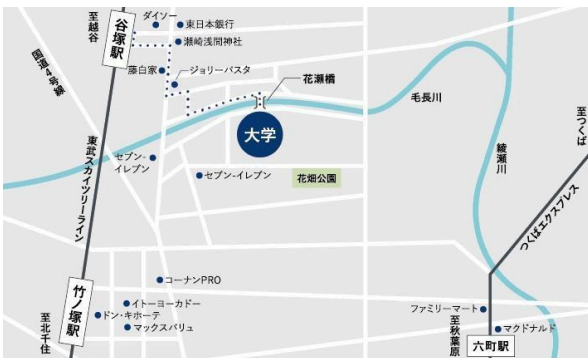 至越谷
谷塚駅
ダイソー
東日本銀行
瀬崎浅間神社
国道4号線
藤白家
ジョリーパスタ
花瀬橋
毛長川
至つくば
大学
綾瀬川
東武スカイツリーライン
セブン-
イレブン
セブン-イレブン
花畑公園
つくばエクスプレス
コーナンPRO
竹ノ塚駅
イトーヨーカドー
ドン・キホーテ
マックスバリュ
至北千住
ファミリーマート
至秋葉原
マクドナルド
六町駅